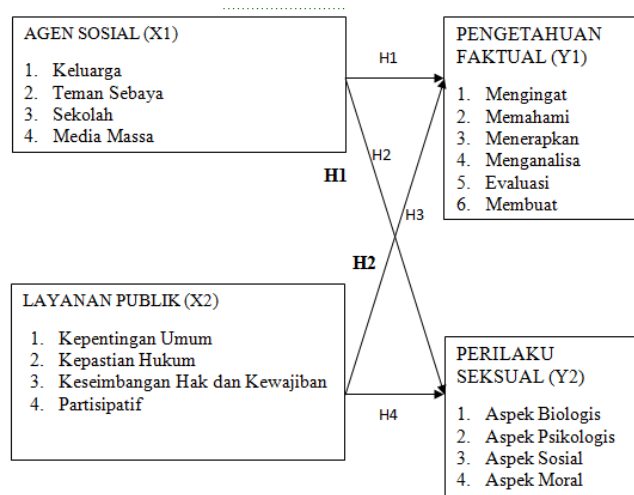 AGEN SOSIAL (X1)
1. Keluarga
2. Teman Sebaya
3. Sekolah
4. Media Massa
H1
PENGETAHUAN
FAKTUAL (Y1)
1. Mengingat
2. Memahami
3. Menerapkan
4. Menganalisa
5. Evaluasi
6. Membuat
H2
H1
H3
H2
LAYANAN PUBLIK (X2)
1. Kepentingan Umum
2. Kepastian Hukum
3. Keseimbangan Hak dan Kewajiban
4. Partisipatif
H4
PERILAKU
SEKSUAL (Y2)
1. Aspek Biologis
2. Aspek Psikologis
3. Aspek Sosial
4. Aspek Moral